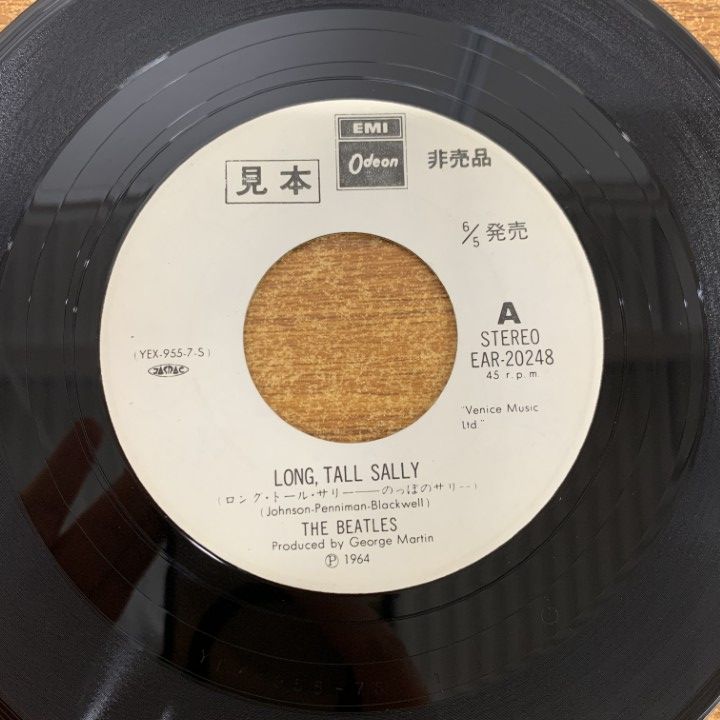 EMI
Odeon
見本
非売品
6/5 発売
A
STEREO
EAR-20248
45 r.p.m.
(YEX-955-7-S)
JASRAC
"Venice Music
Ltd."
LONG, TALL SALLY
(ロング・トール・サリー――のっぽのサリー)
(Johnson-Penniman-Blackwell)
THE BEATLES
Produced by George Martin
Ⓟ 1964